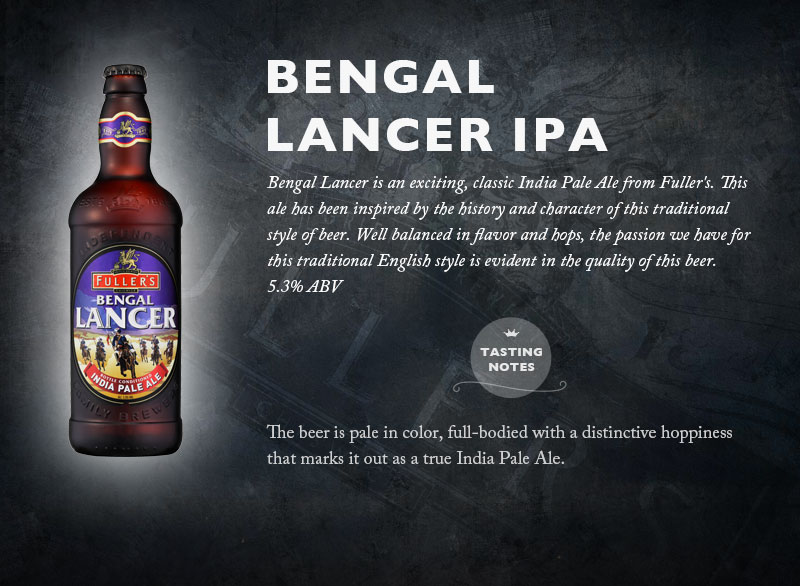 BENGAL
LANCER IPA
Bengal Lancer is an exciting, classic India Pale Ale from Fuller's. This
ale has been inspired by the history and character of this traditional
style of beer. Well balanced in flavor and hops, the passion we have for
this traditional English style is evident in the quality of this beer.
5.3% ABV
TASTING
NOTES
The beer is pale in color, full-bodied with a distinctive hoppiness
that marks it out as a true India Pale Ale.
FULLER'S
BENGAL
LANCER
BOTTLE CONDITIONED
INDIA PALE ALE